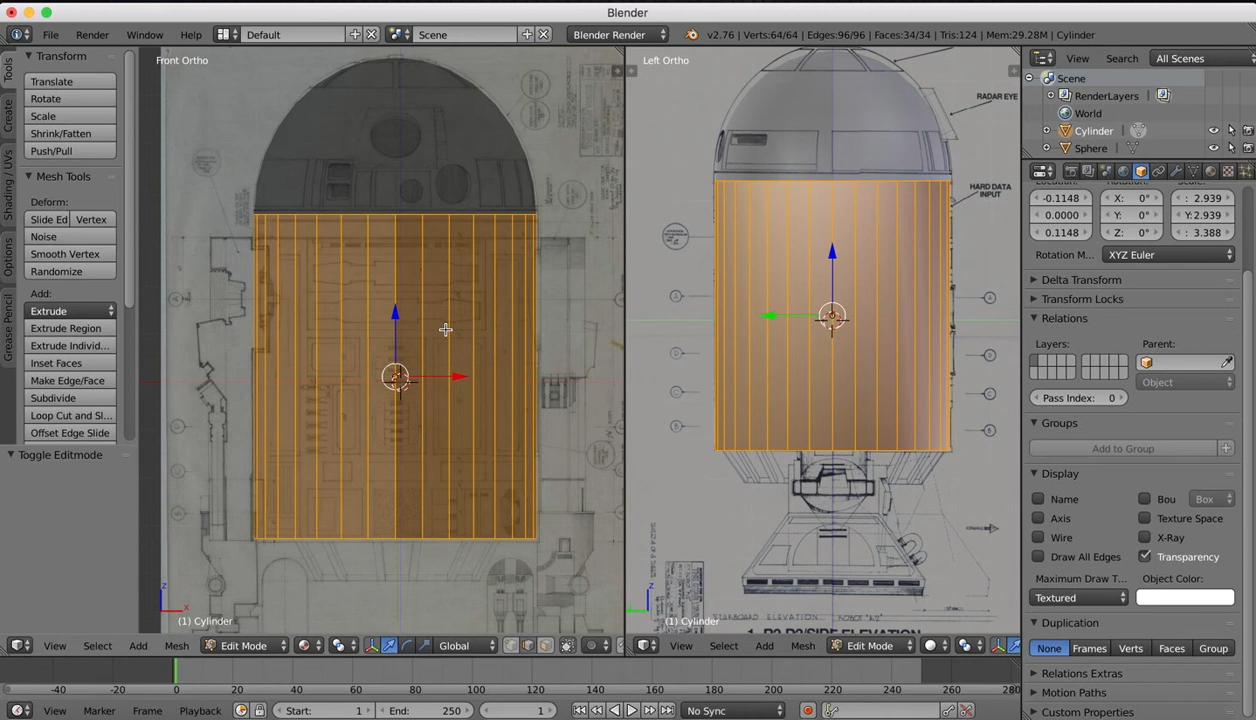 Blender
File Render Window Help Default Scene Blender Render v2.76 | Verts:64/64 | Edges:96/96 | Faces:34/34 | Tris:124 | Mem:29.28M | Cylinder
Tools
Create
Shading / UVs
Options
Grease Pencil
Transform
Translate
Rotate
Scale
Shrink/Fatten
Push/Pull
Mesh Tools
Deform:
Slide Ed Vertex
Noise
Smooth Vertex
Randomize
Add:
Extrude
Extrude Region
Extrude Individ...
Inset Faces
Make Edge/Face
Subdivide
Loop Cut and Sl...
Offset Edge Slide
Toggle Editmode
Front Ortho
z
x
(1) Cylinder
Left Ortho
RADAR EYE
HARD DATA
INPUT
z
(1) Cylinder
View Select Add Mesh Edit Mode Global
View Select Add Mesh Edit Mode
-40 -20 0 20 40 60 80 100 120 140 160 180 200 220 240 260 280
View Marker Frame Playback Start: 1 End: 250 1 No Sync
View Search All Scenes
Scene
RenderLayers
World
Cylinder
Sphere
-0.1148 X: 0° : 2.939
0.0000 Y: 0° Y:2.939
0.1148 Z: 0° : 3.388
Rotation M... XYZ Euler
Delta Transform
Transform Locks
Relations
Layers: Parent:
Object
Pass Index: 0
Groups
Add to Group
Display
Name Bou Box
Axis Texture Space
Wire X-Ray
Draw All Edges Transparency
Maximum Draw T... Object Color:
Textured
Duplication
None Frames Verts Faces Group
Relations Extras
Motion Paths
Custom Properties